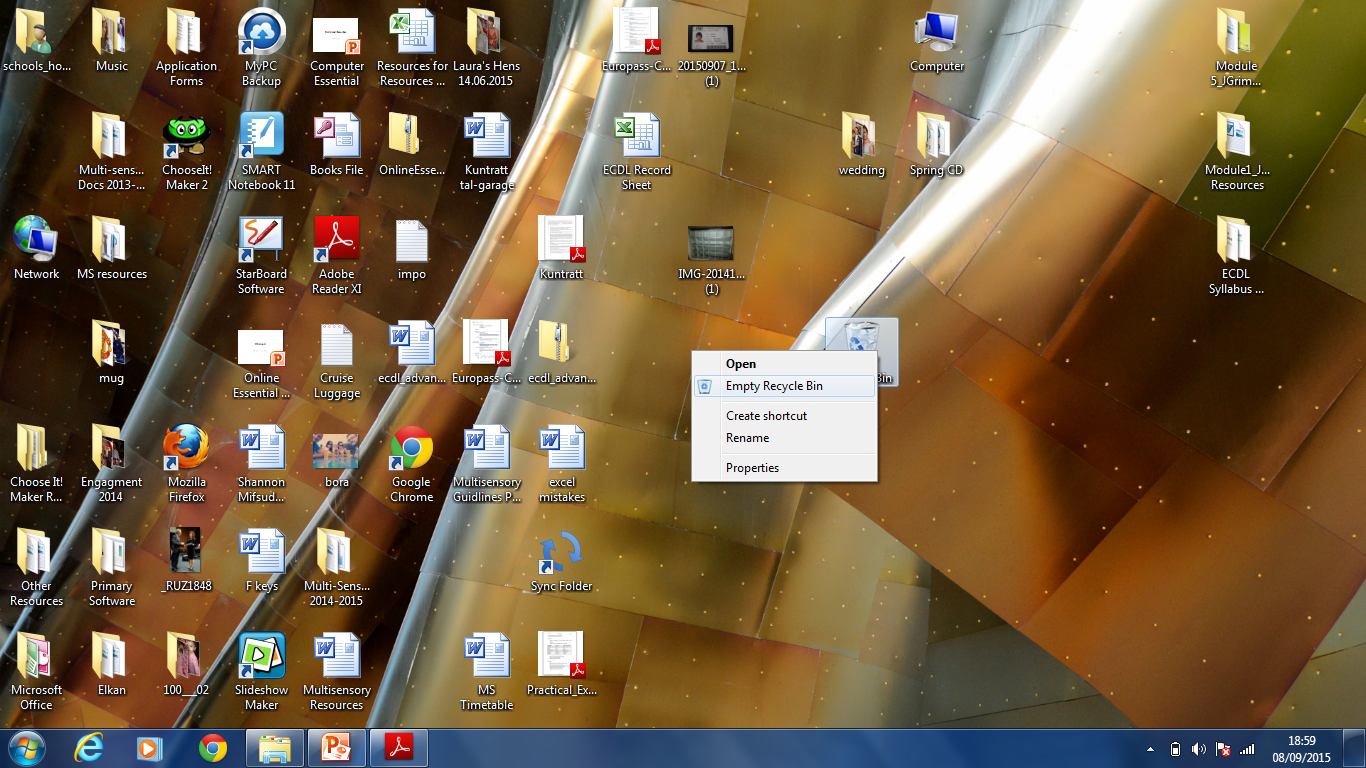 schools_ho...
Music
Application
Forms
MyPC
Backup
Computer
Essential
Resources for
Resources ...
Laura's Hens
14.06.2015
Europass-C...
20150907_1...
(1)
Computer
Module
5_JGrim...
Multi-sens...
Docs 2013-...
ChooseIt!
Maker 2
SMART
Notebook 11
Books File
OnlineEsse...
Kuntratt
tal-garage
ECDL Record
Sheet
wedding
Spring CD
Module1_J...
Resources
Network
MS resources
StarBoard
Software
Adobe
Reader XI
impo
Kuntratt
IMG-20141...
(1)
ECDL
Syllabus ...
mug
Online
Essential ...
Cruise
Luggage
ecdl_advan...
Europass-C...
ecdl_advan...
Bin
Open
Empty Recycle Bin
Create shortcut
Rename
Properties
Choose It!
Maker R...
Engagment
2014
Mozilla
Firefox
Shannon
Mifsud...
bora
Google
Chrome
Multisensory
Guidlines P...
excel
mistakes
Other
Resources
Primary
Software
_RUZ1848
F keys
Multi-Sens...
2014-2015
Sync Folder
Microsoft
Office
Elkan
100___02
Slideshow
Maker
Multisensory
Resources
MS
Timetable
Practical_Ex...
18:59
08/09/2015